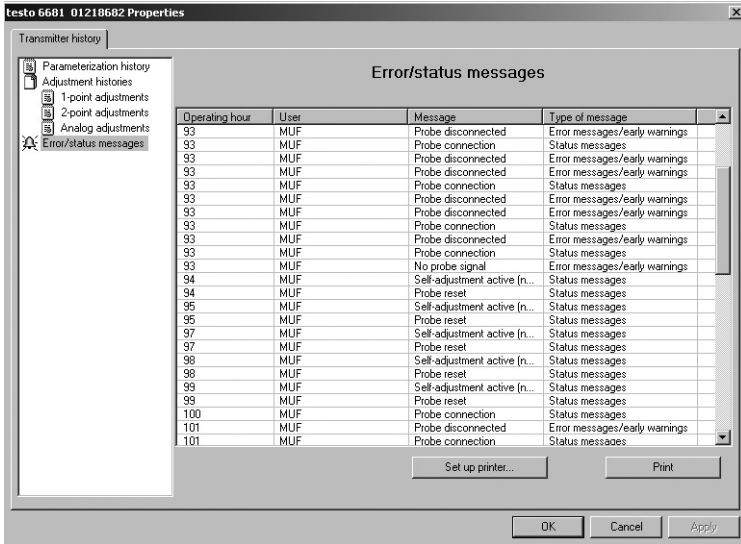 testo 6681 01218682 Properties
Transmitter history
Parameterization history
Adjustment histories
1-point adjustments
2-point adjustments
Analog adjustments
Error/status messages
Error/status messages
Operating hour User Message Type of message
93 MUF Probe disconnected Error messages/early warnings
93 MUF Probe connection Status messages
93 MUF Probe disconnected Error messages/early warnings
93 MUF Probe disconnected Error messages/early warnings
93 MUF Probe connection Status messages
93 MUF Probe disconnected Error messages/early warnings
93 MUF Probe disconnected Error messages/early warnings
93 MUF Probe connection Status messages
93 MUF Probe disconnected Error messages/early warnings
93 MUF Probe connection Status messages
93 MUF No probe signal Error messages/early warnings
94 MUF Self-adjustment active (n... Status messages
94 MUF Probe reset Status messages
95 MUF Self-adjustment active (n... Status messages
95 MUF Probe reset Status messages
97 MUF Self-adjustment active (n... Status messages
97 MUF Probe reset Status messages
98 MUF Self-adjustment active (n... Status messages
98 MUF Probe reset Status messages
99 MUF Self-adjustment active (n... Status messages
99 MUF Probe reset Status messages
100 MUF Probe connection Status messages
101 MUF Probe disconnected Error messages/early warnings
101 MUF Probe connection Status messages
Set up printer... Print
OK Cancel Apply